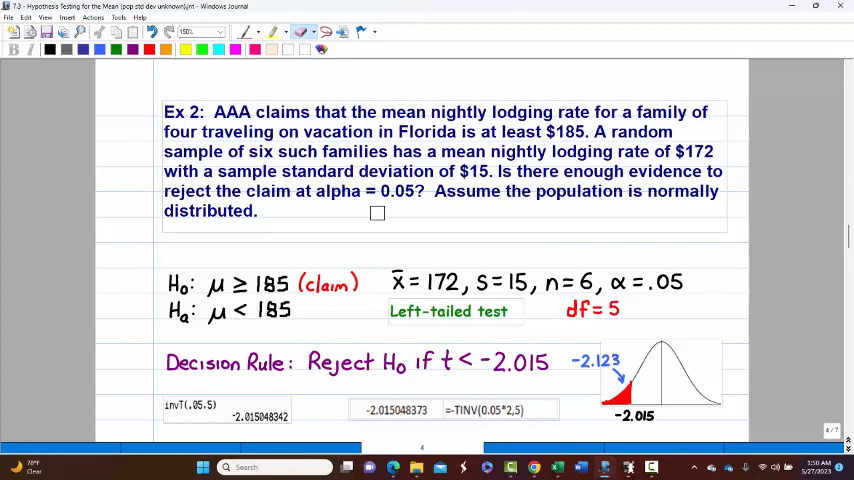 7.3 - Hypothesis Testing for the Mean (pop std dev unknown).jnt - Windows Journal
File Edit View Insert Actions Tools Help
150%
B I
Ex 2: AAA claims that the mean nightly lodging rate for a family of
four traveling on vacation in Florida is at least $185. A random
sample of six such families has a mean nightly lodging rate of $172
with a sample standard deviation of $15. Is there enough evidence to
reject the claim at alpha = 0.05? Assume the population is normally
distributed.
H₀: μ ≥ 185 (claim)
x̄ = 172, s = 15, n = 6, α = .05
Hₐ: μ < 185
Left-tailed test
df = 5
Decision Rule: Reject H₀ if t < -2.015
-2.123
-2.015
invT(.05,5)
-2.015048342
-2.015048373 =-TINV(0.05*2,5)
4
4 / 7
78°F
Clear
Search
1:50 AM
5/27/2023